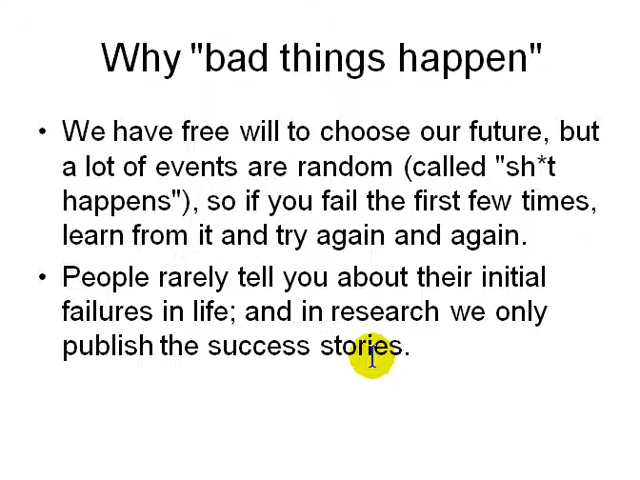 Why "bad things happen"
• We have free will to choose our future, but
a lot of events are random (called "sh*t
happens"), so if you fail the first few times,
learn from it and try again and again.
• People rarely tell you about their initial
failures in life; and in research we only
publish the success stories.